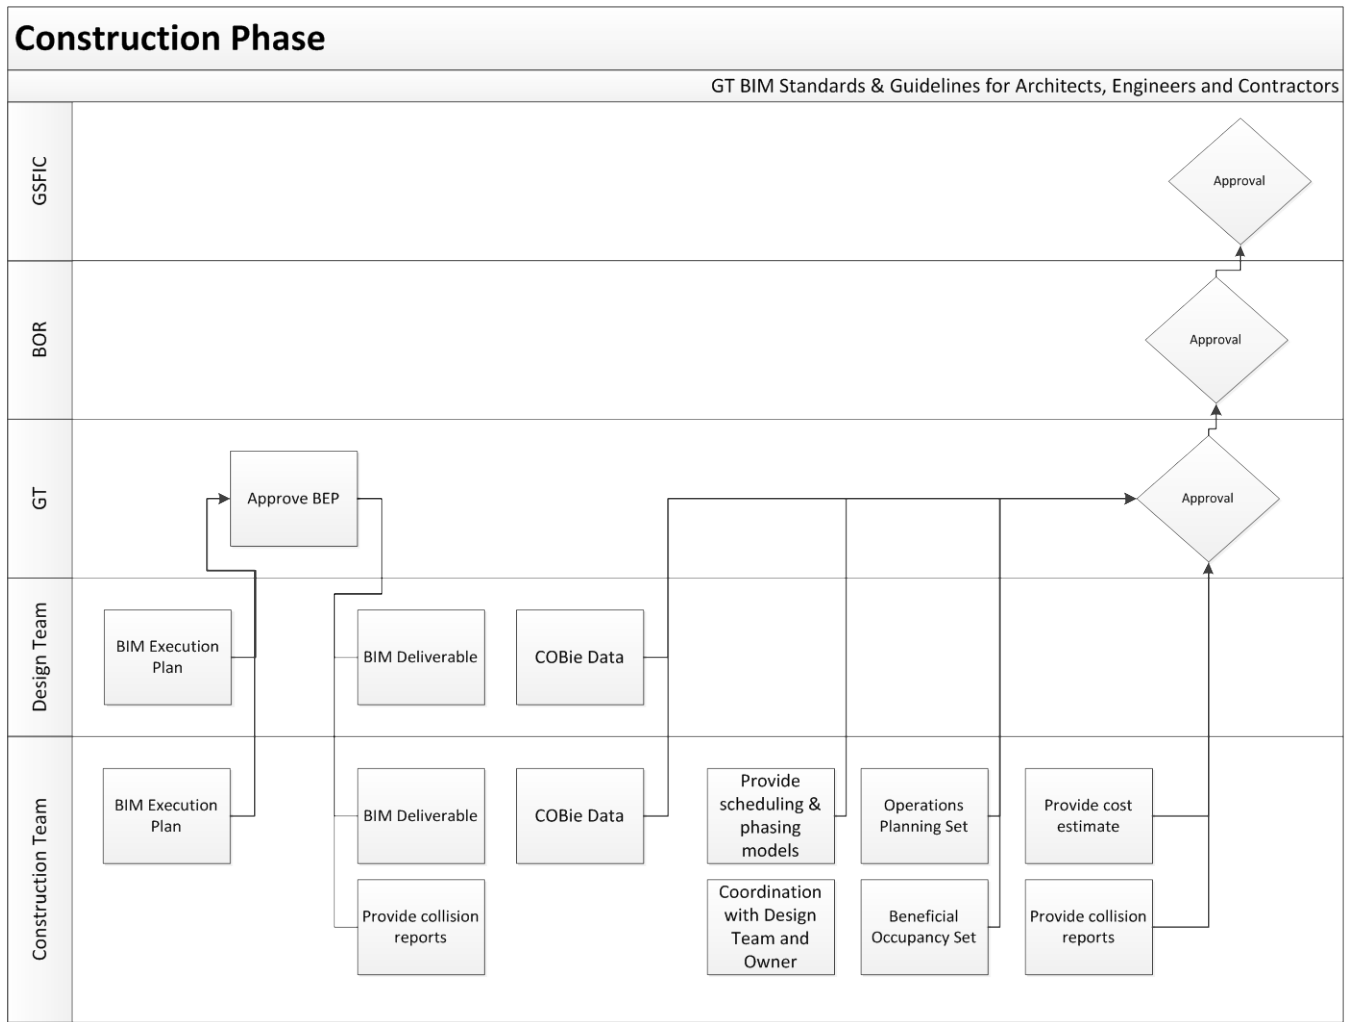 Construction Phase
GT BIM Standards & Guidelines for Architects, Engineers and Contractors
GSFIC
Approval
BOR
Approval
GT
Approve BEP
Approval
Design Team
BIM Execution
Plan
BIM Deliverable
COBie Data
Construction Team
BIM Execution
Plan
BIM Deliverable
COBie Data
Provide
scheduling &
phasing
models
Operations
Planning Set
Provide cost
estimate
Provide collision
reports
Coordination
with Design
Team and
Owner
Beneficial
Occupancy Set
Provide collision
reports